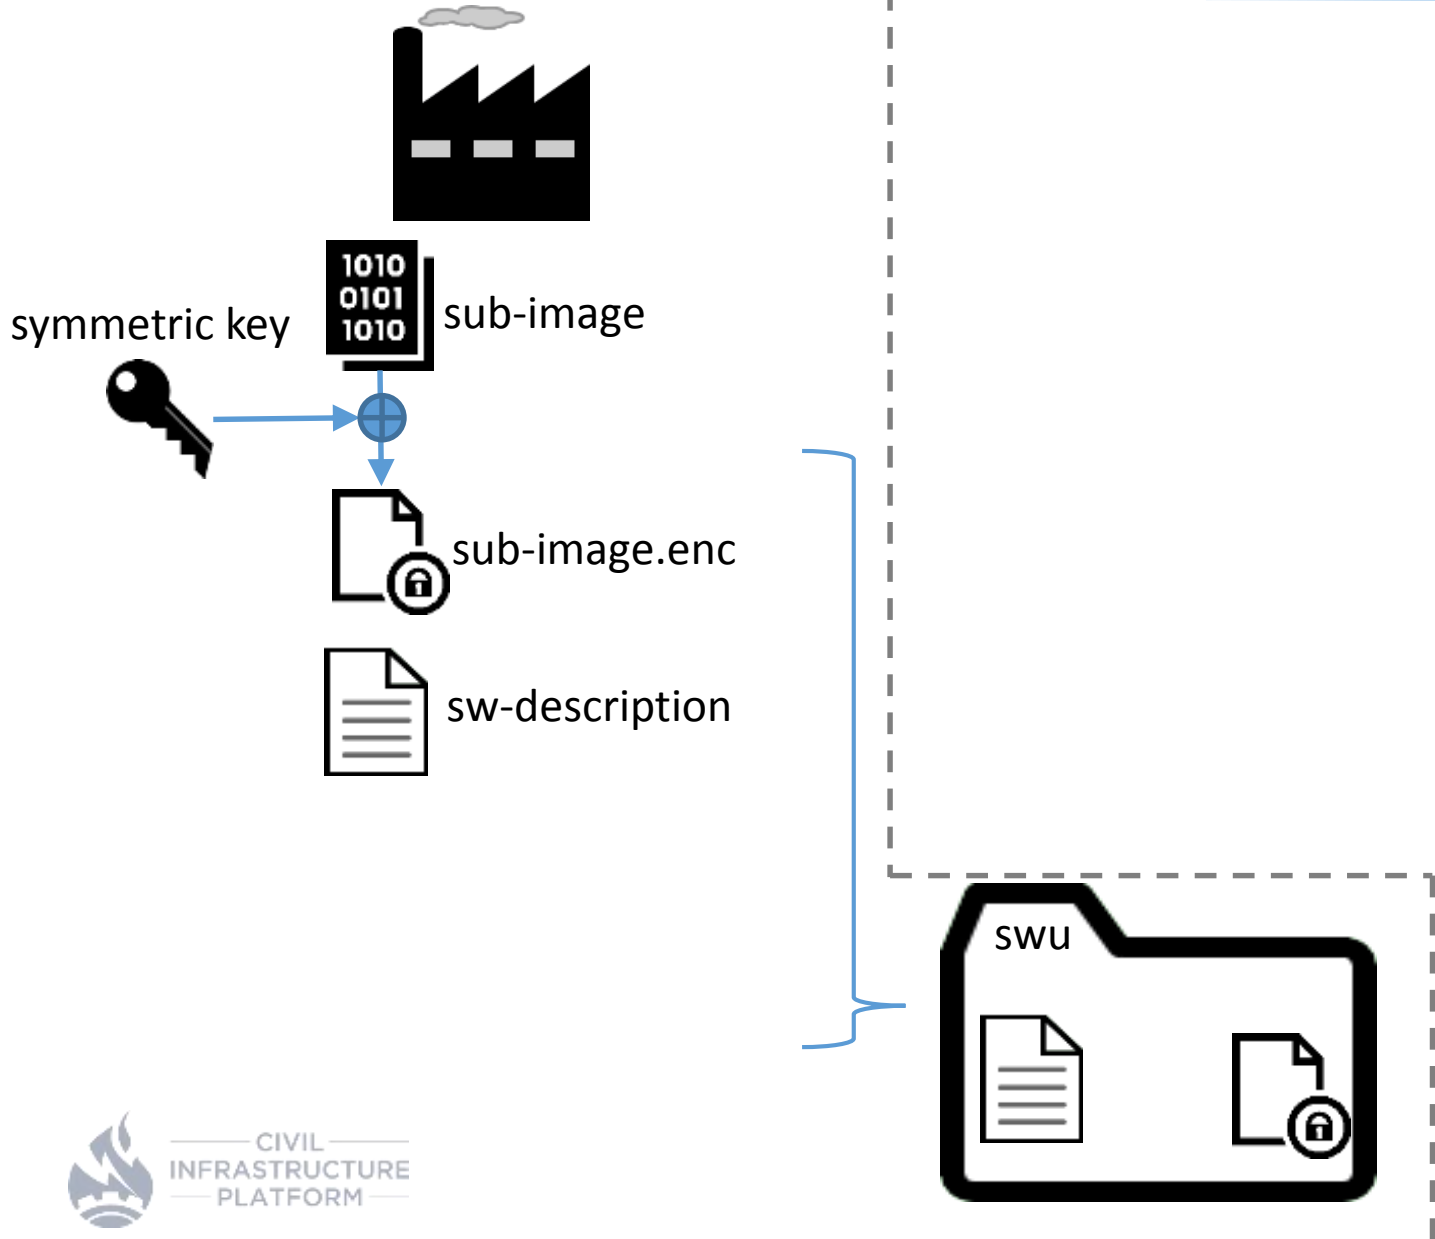 1010
0101
1010
sub-image
symmetric key
sub-image.enc
sw-description
swu
CIVIL
INFRASTRUCTURE
PLATFORM